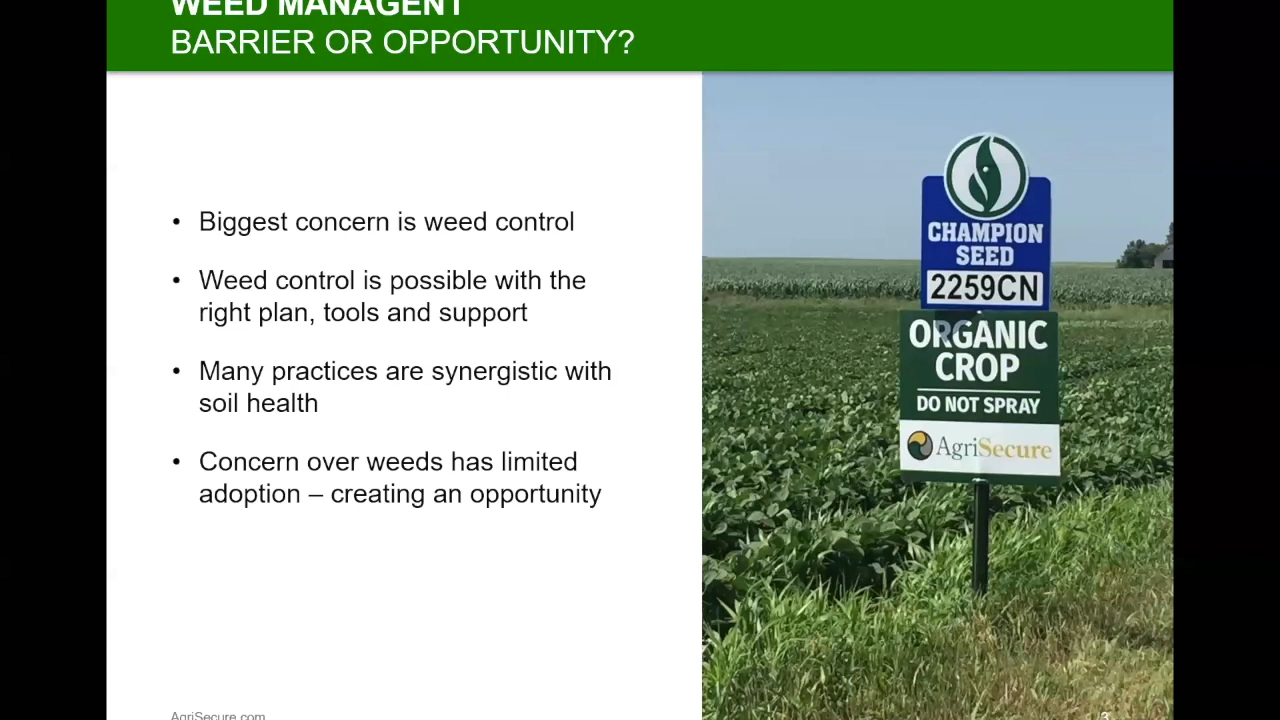 WEED MANAGENT
BARRIER OR OPPORTUNITY?
• Biggest concern is weed control
• Weed control is possible with the
right plan, tools and support
• Many practices are synergistic with
soil health
• Concern over weeds has limited
adoption – creating an opportunity
CHAMPION
SEED
2259CN
ORGANIC
CROP
DO NOT SPRAY
AgriSecure
AgriSecure.com